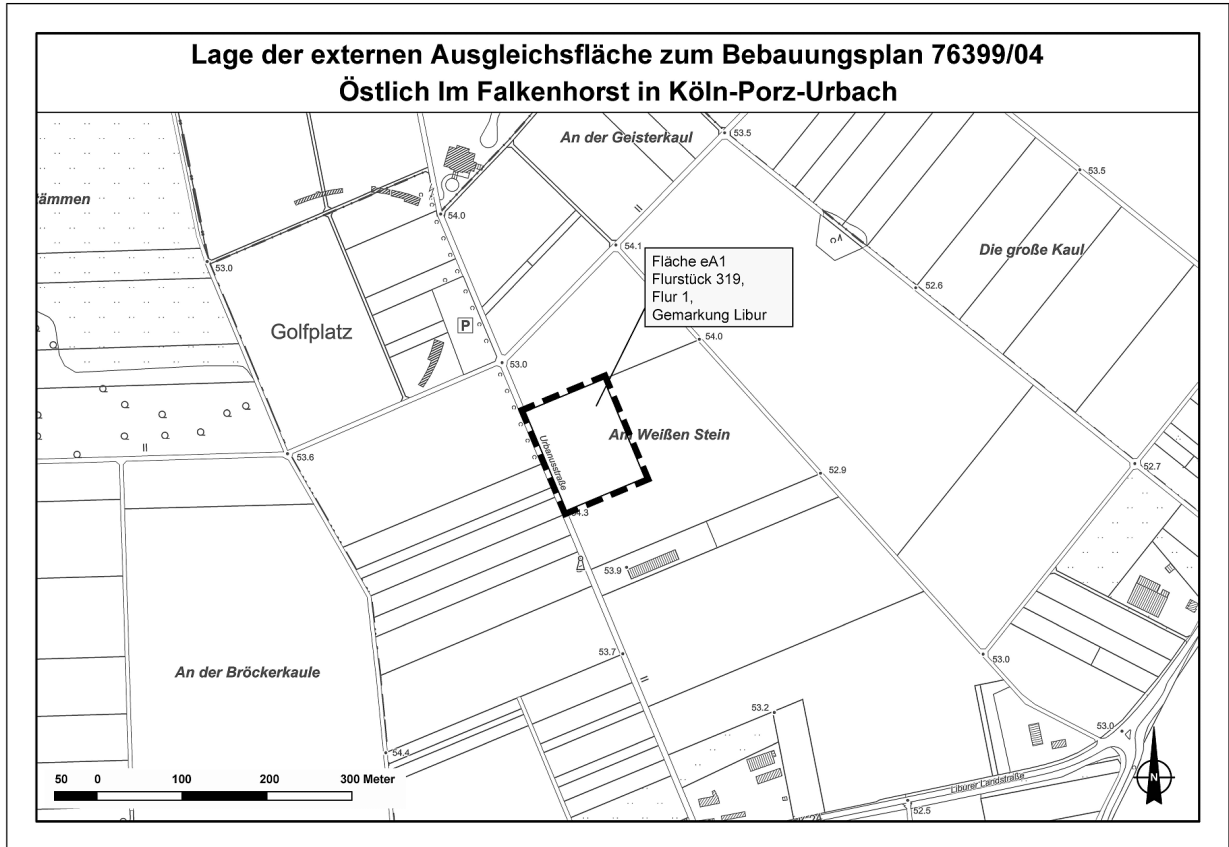 Lage der externen Ausgleichsfläche zum Bebauungsplan 76399/04
Östlich Im Falkenhorst in Köln-Porz-Urbach
An der Geisterkaul
53.5
53.5
tämmen
54.0
54.1
Die große Kaul
53.0
Fläche eA1
Flurstück 319,
Flur 1,
Gemarkung Libur
52.6
Golfplatz
P
54.0
53.0
Urbanusstraße
Am Weißen Stein
53.6
52.9
52.7
54.3
53.9
53.7
53.0
An der Bröckerkaule
53.2
53.0
54.4
50 0 100 200 300 Meter
Liburer Landstraße
N
52.5